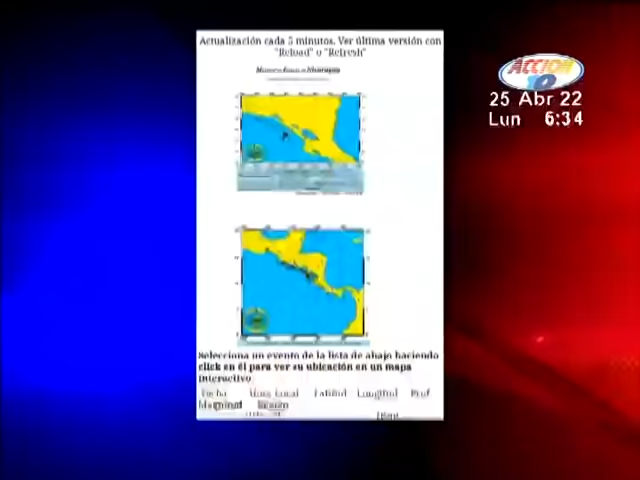 Actualización cada 5 minutos. Ver última versión con
"Reload" o "Refresh"
ACCION
10
25 Abr 22
Lun 6:34
Selecciona un evento de la lista de abajo haciendo
click en él para ver su ubicación en un mapa
interactivo
Fecha Hora Local Latitud Longitud Prof
Magnitud Región